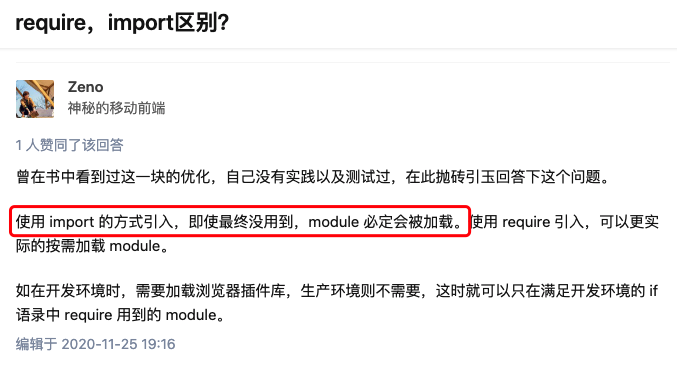 require，import区别?
Zeno
神秘的移动前端
1 人赞同了该回答
曾在书中看到过这一块的优化，自己没有实践以及测试过，在此抛砖引玉回答下这个问题。
使用 import 的方式引入，即使最终没用到，module 必定会被加载。使用 require 引入，可以更实
际的按需加载 module。
如在开发环境时，需要加载浏览器插件库，生产环境则不需要，这时就可以只在满足开发环境的 if
语录中 require 用到的 module。
编辑于 2020-11-25 19:16